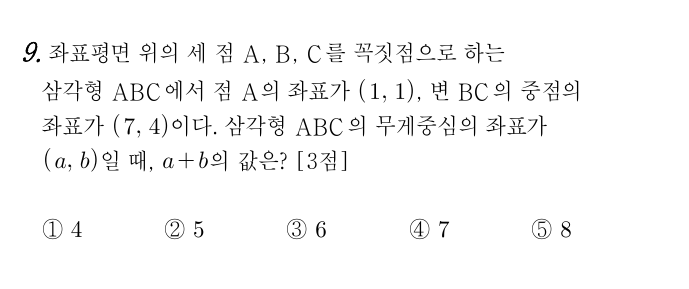 9. 좌표평면 위의 세 점 A, B, C를 꼭짓점으로 하는
삼각형 ABC에서 점 A의 좌표가 (1, 1), 변 BC의 중점의
좌표가 (7, 4)이다. 삼각형 ABC의 무게중심의 좌표가
(a, b)일 때, a+b의 값은? [3점]
① 4 ② 5 ③ 6 ④ 7 ⑤ 8